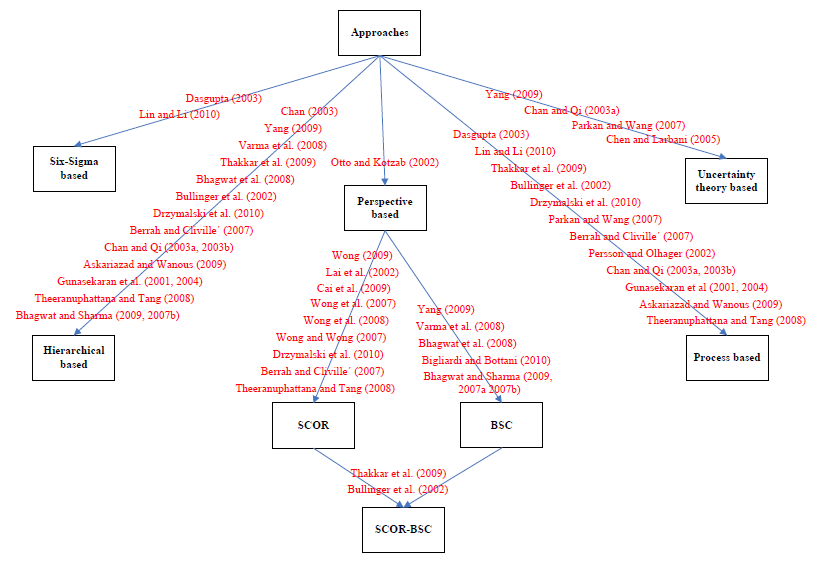 Approaches
Dasgupta (2003)
Lin and Li (2010)
Six-Sigma
based
Chan (2003)
Yang (2009)
Varma et al. (2008)
Thakkar et al. (2009)
Bhagwat et al. (2008)
Bullinger et al. (2002)
Drzymalski et al. (2010)
Berrah and Cliville´ (2007)
Chan and Qi (2003a, 2003b)
Askariazad and Wanous (2009)
Gunasekaran et al. (2001, 2004)
Theeranuphattana and Tang (2008)
Bhagwat and Sharma (2009, 2007b)
Hierarchical
based
Otto and Kotzab (2002)
Perspective
based
Wong (2009)
Lai et al. (2002)
Cai et al. (2009)
Wong et al. (2007)
Wong et al. (2008)
Wong and Wong (2007)
Drzymalski et al. (2010)
Berrah and Cliville´ (2007)
Theeranuphattana and Tang (2008)
SCOR
Yang (2009)
Varma et al. (2008)
Bhagwat et al. (2008)
Bigliardi and Bottani (2010)
Bhagwat and Sharma (2009,
2007a 2007b)
BSC
Thakkar et al. (2009)
Bullinger et al. (2002)
SCOR-BSC
Dasgupta (2003)
Lin and Li (2010)
Thakkar et al. (2009)
Bullinger et al. (2002)
Drzymalski et al. (2010)
Parkan and Wang (2007)
Berrah and Cliville´ (2007)
Persson and Olhager (2002)
Chan and Qi (2003a, 2003b)
Gunasekaran et al (2001, 2004)
Askariazad and Wanous (2009)
Theeranuphattana and Tang (2008)
Process based
Yang (2009)
Chan and Qi (2003a)
Parkan and Wang (2007)
Chen and Larbani (2005)
Uncertainty
theory based